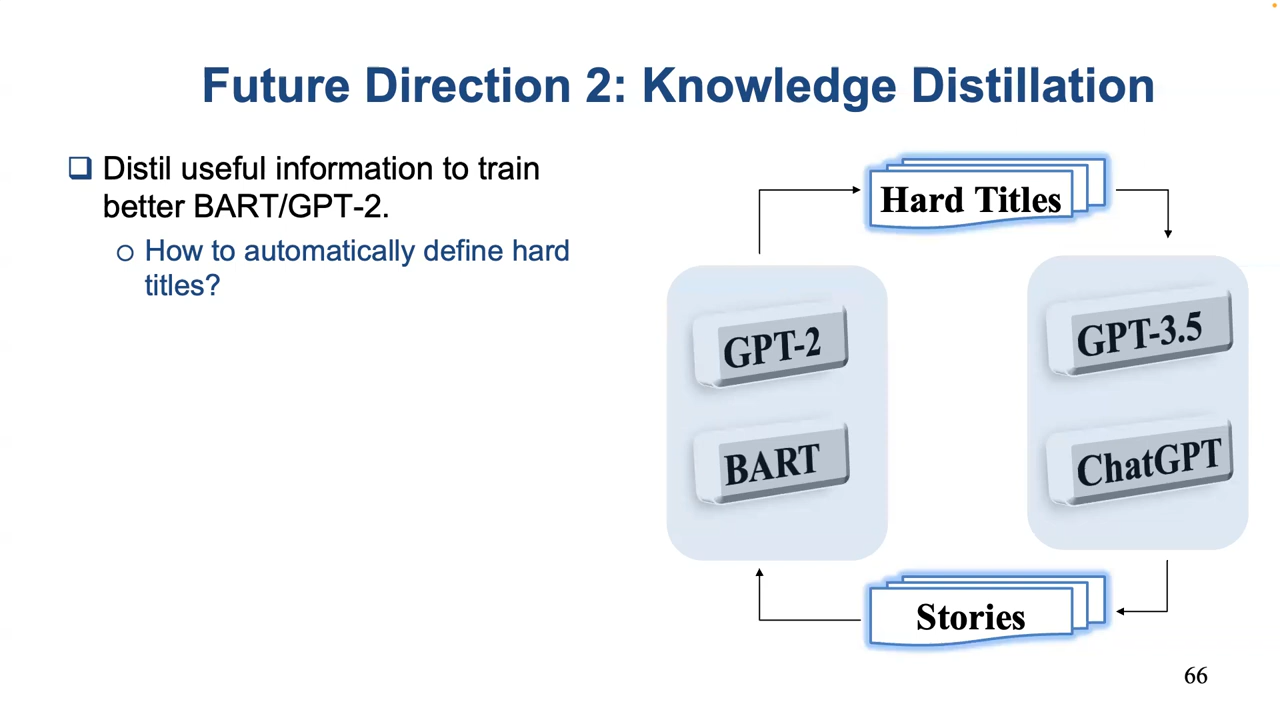 Future Direction 2: Knowledge Distillation
Distil useful information to train
better BART/GPT-2.
How to automatically define hard
titles?
Hard Titles
GPT-2
BART
GPT-3.5
ChatGPT
Stories
66